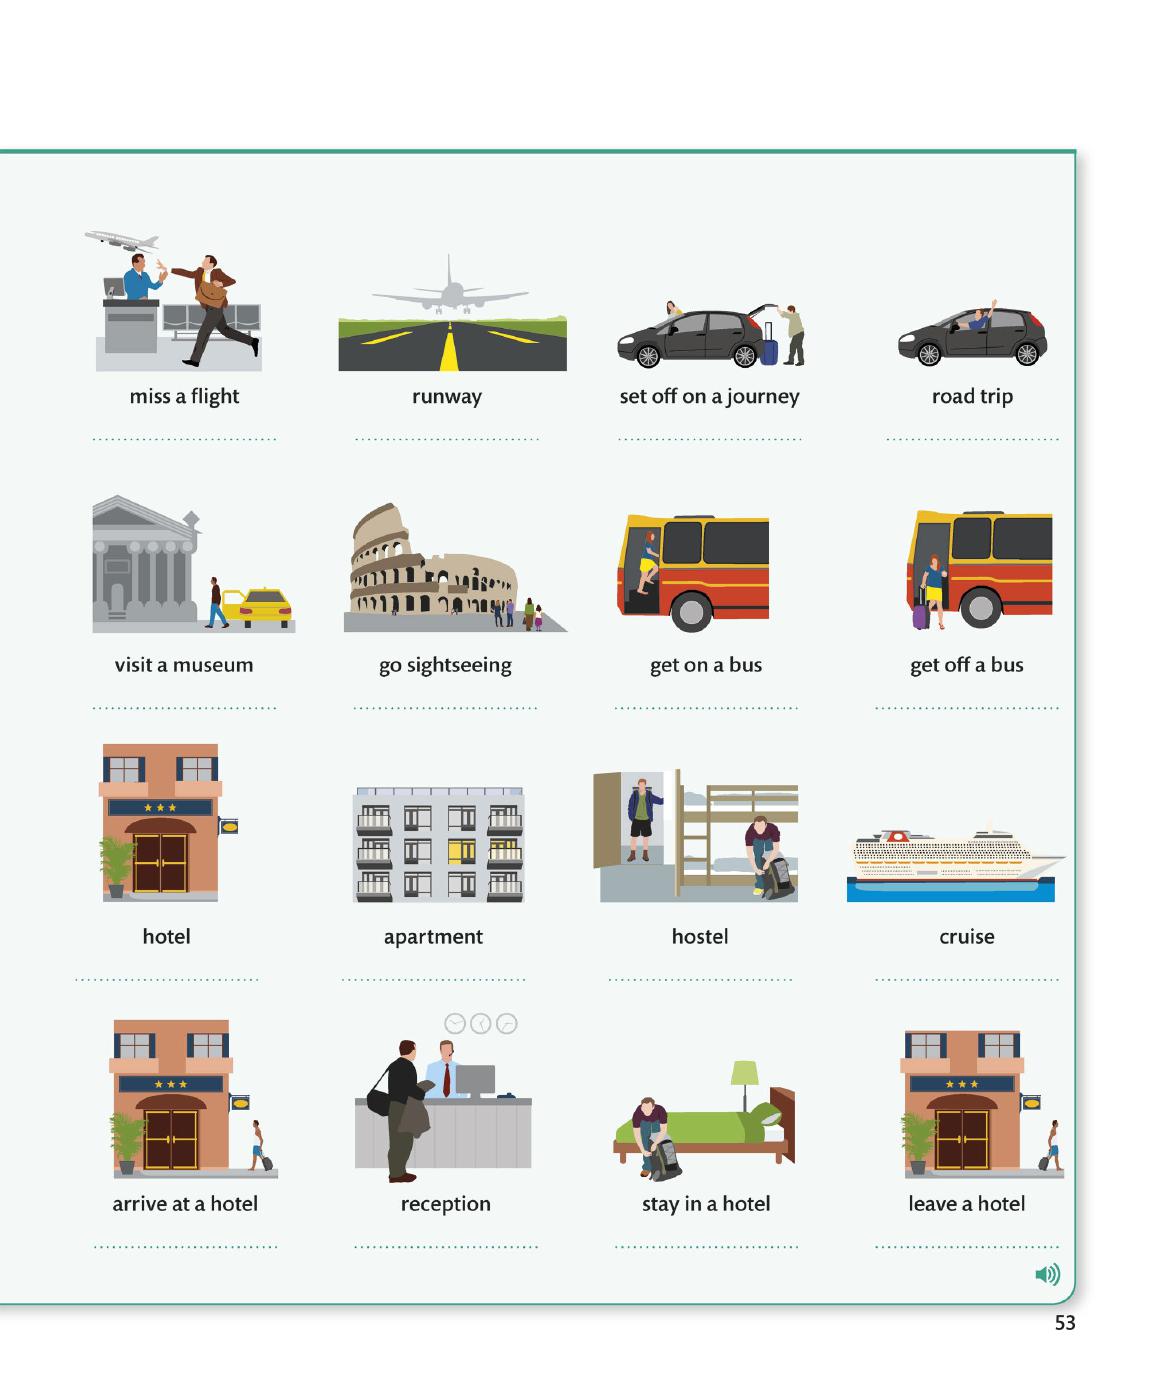 miss a flight
runway
set off on a journey
road trip
visit a museum
go sightseeing
get on a bus
get off a bus
hotel
apartment
hostel
cruise
arrive at a hotel
reception
stay in a hotel
leave a hotel
53